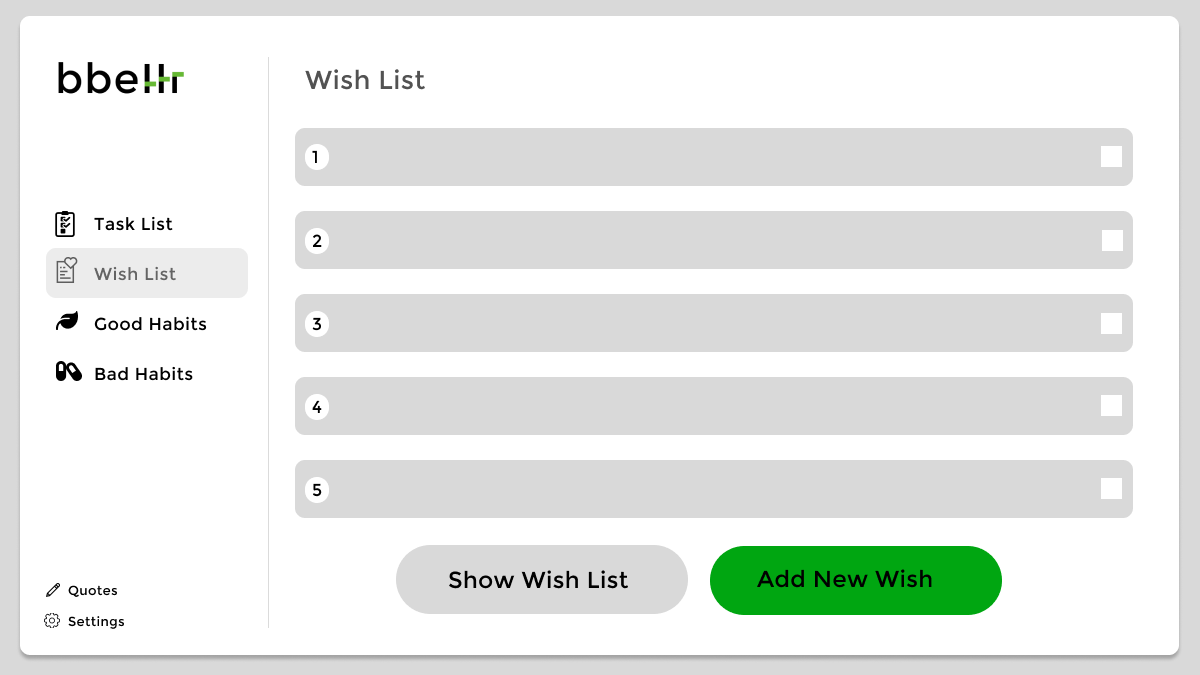 bbellr
Wish List
1
2
3
4
5
Task List
Wish List
Good Habits
Bad Habits
Quotes
Settings
Show Wish List
Add New Wish